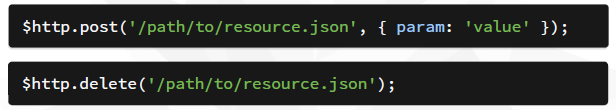 $http.post('/path/to/resource.json', { param: 'value' });
$http.delete('/path/to/resource.json');